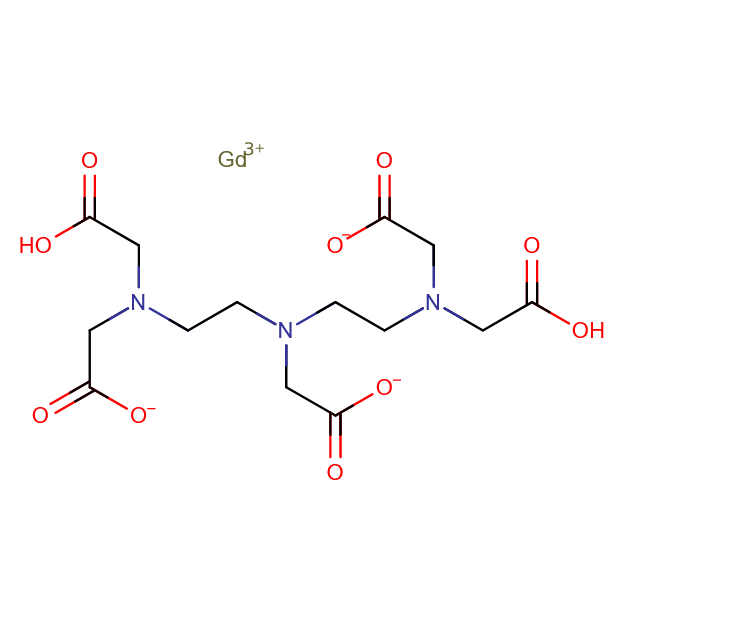 O Gd3+ O
HO O− O
N N N OH
O− 
O O− O